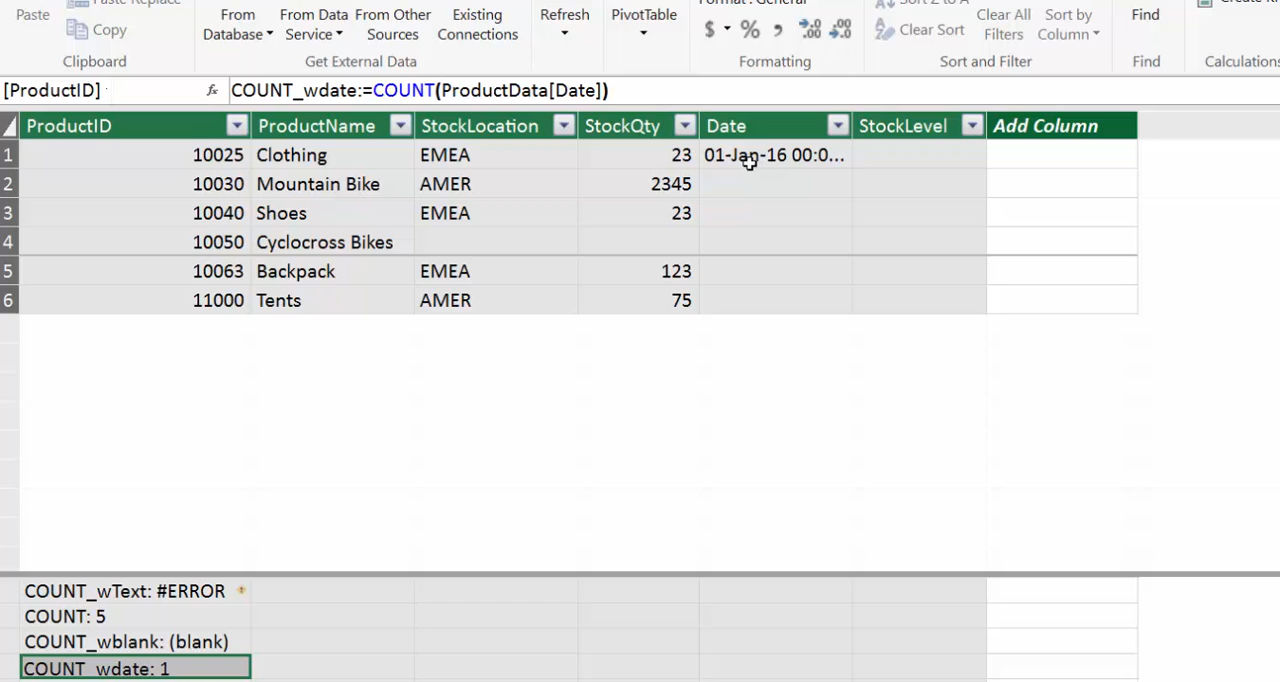 Paste
Copy
Clipboard
From Database
From Data Service
From Other Sources
Existing Connections
Get External Data
Refresh
PivotTable
$ % ,
Formatting
Clear Sort
Clear All Filters
Sort by Column
Sort and Filter
Find
Find
Calculations
[ProductID] fx COUNT_wdate:=COUNT(ProductData[Date])
ProductID ProductName StockLocation StockQty Date StockLevel Add Column
1 10025 Clothing EMEA 23 01-Jan-16 00:0...
2 10030 Mountain Bike AMER 2345
3 10040 Shoes EMEA 23
4 10050 Cyclocross Bikes
5 10063 Backpack EMEA 123
6 11000 Tents AMER 75
COUNT_wText: #ERROR
COUNT: 5
COUNT_wblank: (blank)
COUNT_wdate: 1